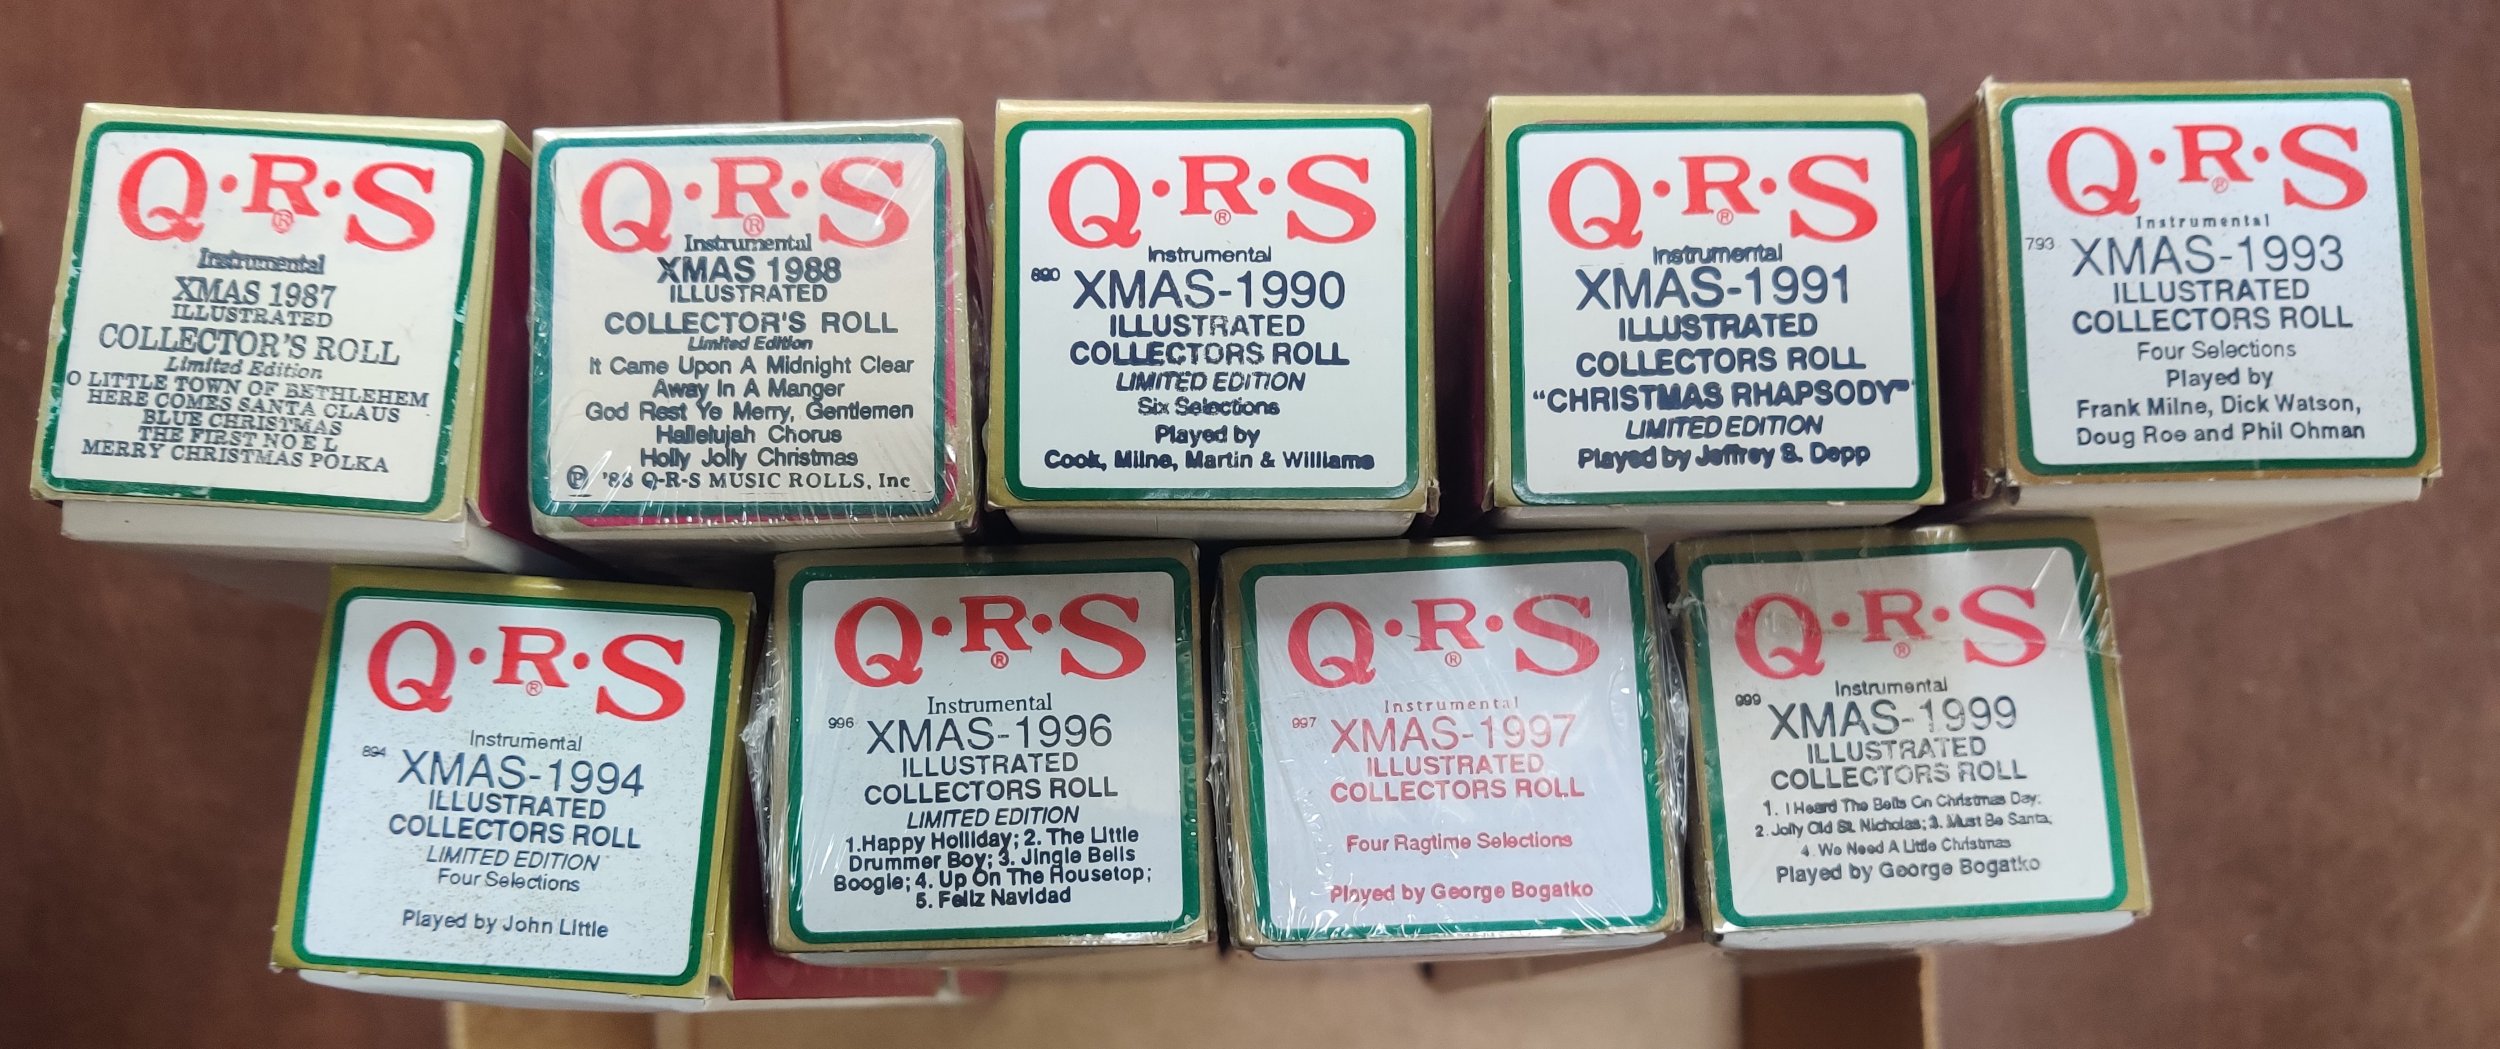 Q·R·S
®
Instrumental
XMAS 1987
ILLUSTRATED
COLLECTOR'S ROLL
Limited Edition
O LITTLE TOWN OF BETHLEHEM
HERE COMES SANTA CLAUS
BLUE CHRISTMAS
THE FIRST NOEL
MERRY CHRISTMAS POLKA
Q·R·S
®
Instrumental
XMAS 1988
ILLUSTRATED
COLLECTOR'S ROLL
Limited Edition
It Came Upon A Midnight Clear
Away In A Manger
God Rest Ye Merry, Gentlemen
Hallelujah Chorus
Holly Jolly Christmas
℗ '88 Q-R-S MUSIC ROLLS, Inc
Q·R·S
®
Instrumental
890 XMAS-1990
ILLUSTRATED
COLLECTORS ROLL
LIMITED EDITION
Six Selections
Played by
Cook, Milne, Martin & Williams
Q·R·S
®
Instrumental
XMAS-1991
ILLUSTRATED
COLLECTORS ROLL
"CHRISTMAS RHAPSODY"
LIMITED EDITION
Played by Jeffrey S. Depp
Q·R·S
®
Instrumental
793 XMAS-1993
ILLUSTRATED
COLLECTORS ROLL
Four Selections
Played by
Frank Milne, Dick Watson,
Doug Roe and Phil Ohman
Q·R·S
®
Instrumental
894 XMAS-1994
ILLUSTRATED
COLLECTORS ROLL
LIMITED EDITION
Four Selections
Played by John Little
Q·R·S
®
Instrumental
996 XMAS-1996
ILLUSTRATED
COLLECTORS ROLL
LIMITED EDITION
1.Happy Holliday; 2. The Little
Drummer Boy; 3. Jingle Bells
Boogie; 4. Up On The Housetop;
5. Feliz Navidad
Q·R·S
®
Instrumental
997 XMAS-1997
ILLUSTRATED
COLLECTORS ROLL
Four Ragtime Selections
Played by George Bogatko
Q·R·S
®
Instrumental
999 XMAS-1999
ILLUSTRATED
COLLECTORS ROLL
1. I Heard The Bells On Christmas Day;
2. Jolly Old St. Nicholas; 3. Must Be Santa;
4. We Need A Little Christmas
Played by George Bogatko